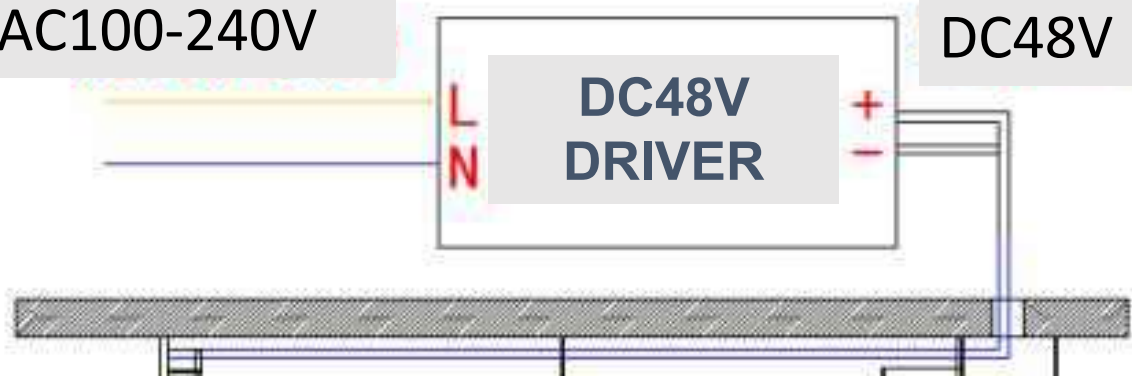 AC100-240V
DC48V
L
DC48V
+
N
DRIVER
−